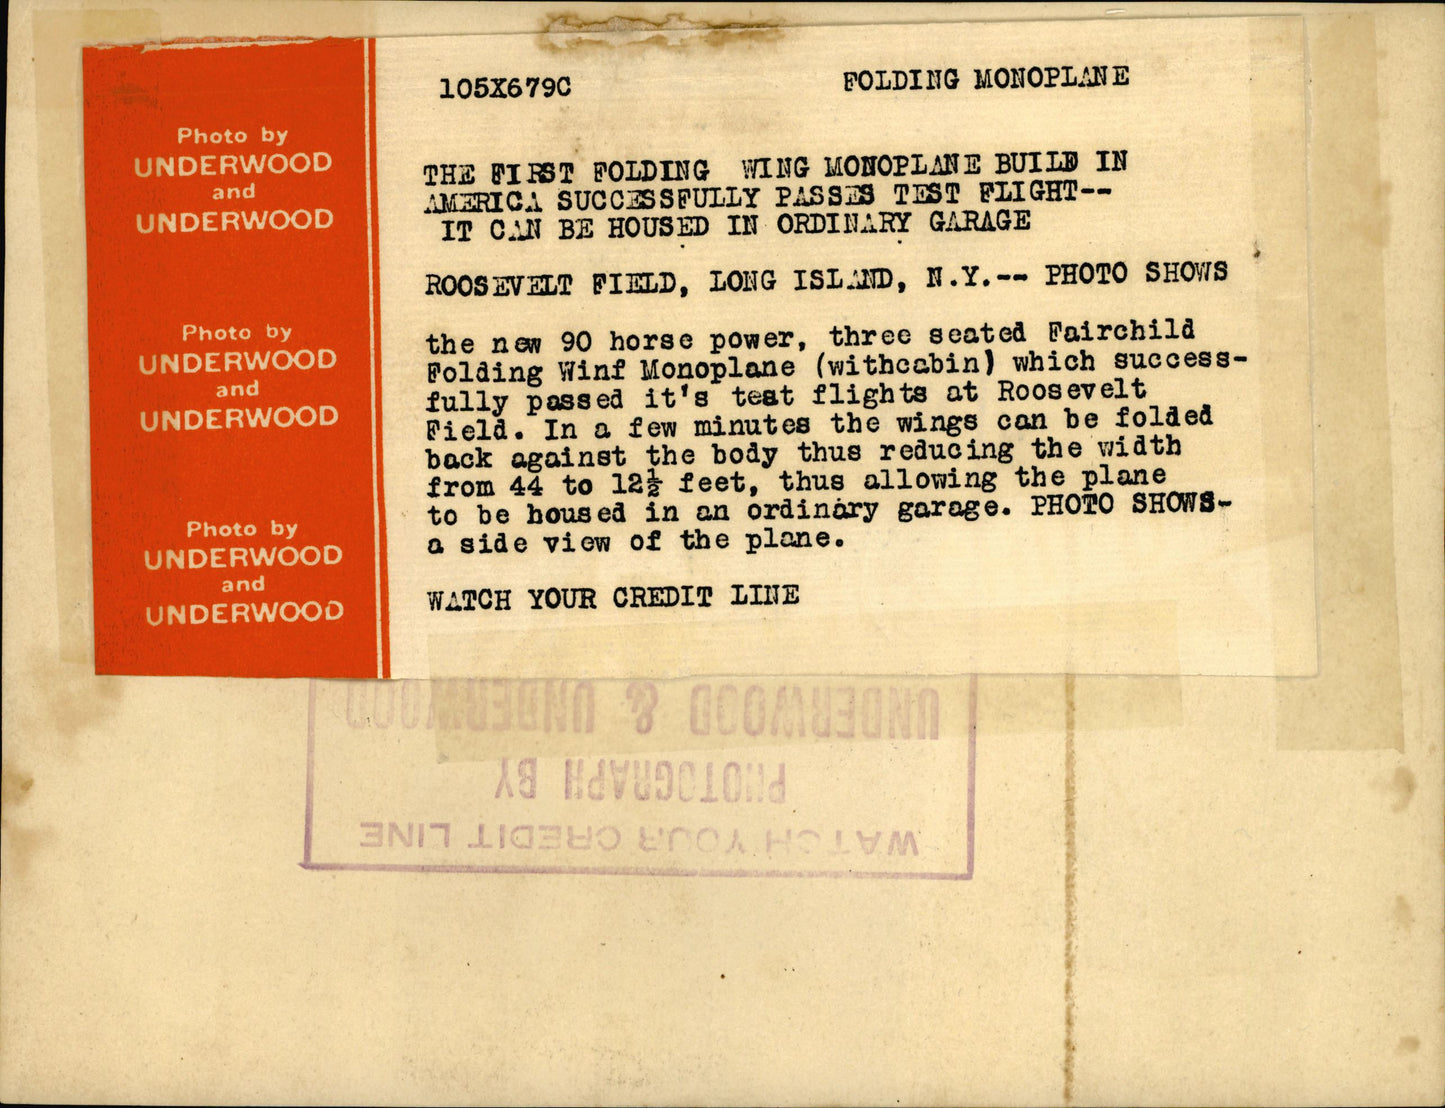 Photo by
UNDERWOOD
and
UNDERWOOD
Photo by
UNDERWOOD
and
UNDERWOOD
Photo by
UNDERWOOD
and
UNDERWOOD
105X679C FOLDING MONOPLANE
THE FIRST FOLDING WING MONOPLANE BUILD IN
AMERICA SUCCESSFULLY PASSES TEST FLIGHT--
IT CAN BE HOUSED IN ORDINARY GARAGE
ROOSEVELT FIELD, LONG ISLAND, N.Y.-- PHOTO SHOWS
the new 90 horse power, three seated Fairchild
Folding Winf Monoplane (withcabin) which success-
fully passed it's test flights at Roosevelt
Field. In a few minutes the wings can be folded
back against the body thus reducing the width
from 44 to 12½ feet, thus allowing the plane
to be housed in an ordinary garage. PHOTO SHOWS-
a side view of the plane.
WATCH YOUR CREDIT LINE
WATCH YOUR CREDIT LINE
PHOTOGRAPH BY
UNDERWOOD & UNDERWOOD